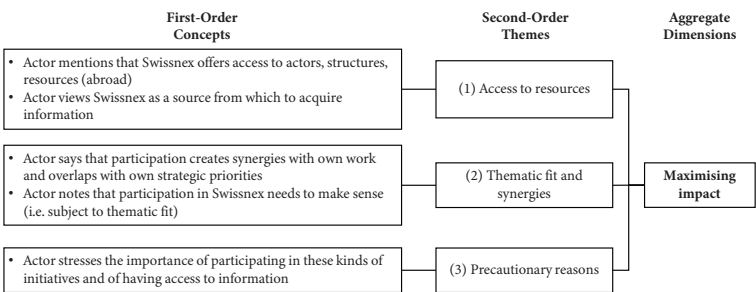 First-Order
Concepts
Second-Order
Themes
Aggregate
Dimensions
• Actor mentions that Swissnex offers access to actors, structures,
resources (abroad)
• Actor views Swissnex as a source from which to acquire
information
(1) Access to resources
• Actor says that participation creates synergies with own work
and overlaps with own strategic priorities
• Actor notes that participation in Swissnex needs to make sense
(i.e. subject to thematic fit)
(2) Thematic fit and
synergies
Maximising
impact
• Actor stresses the importance of participating in these kinds of
initiatives and of having access to information
(3) Precautionary reasons